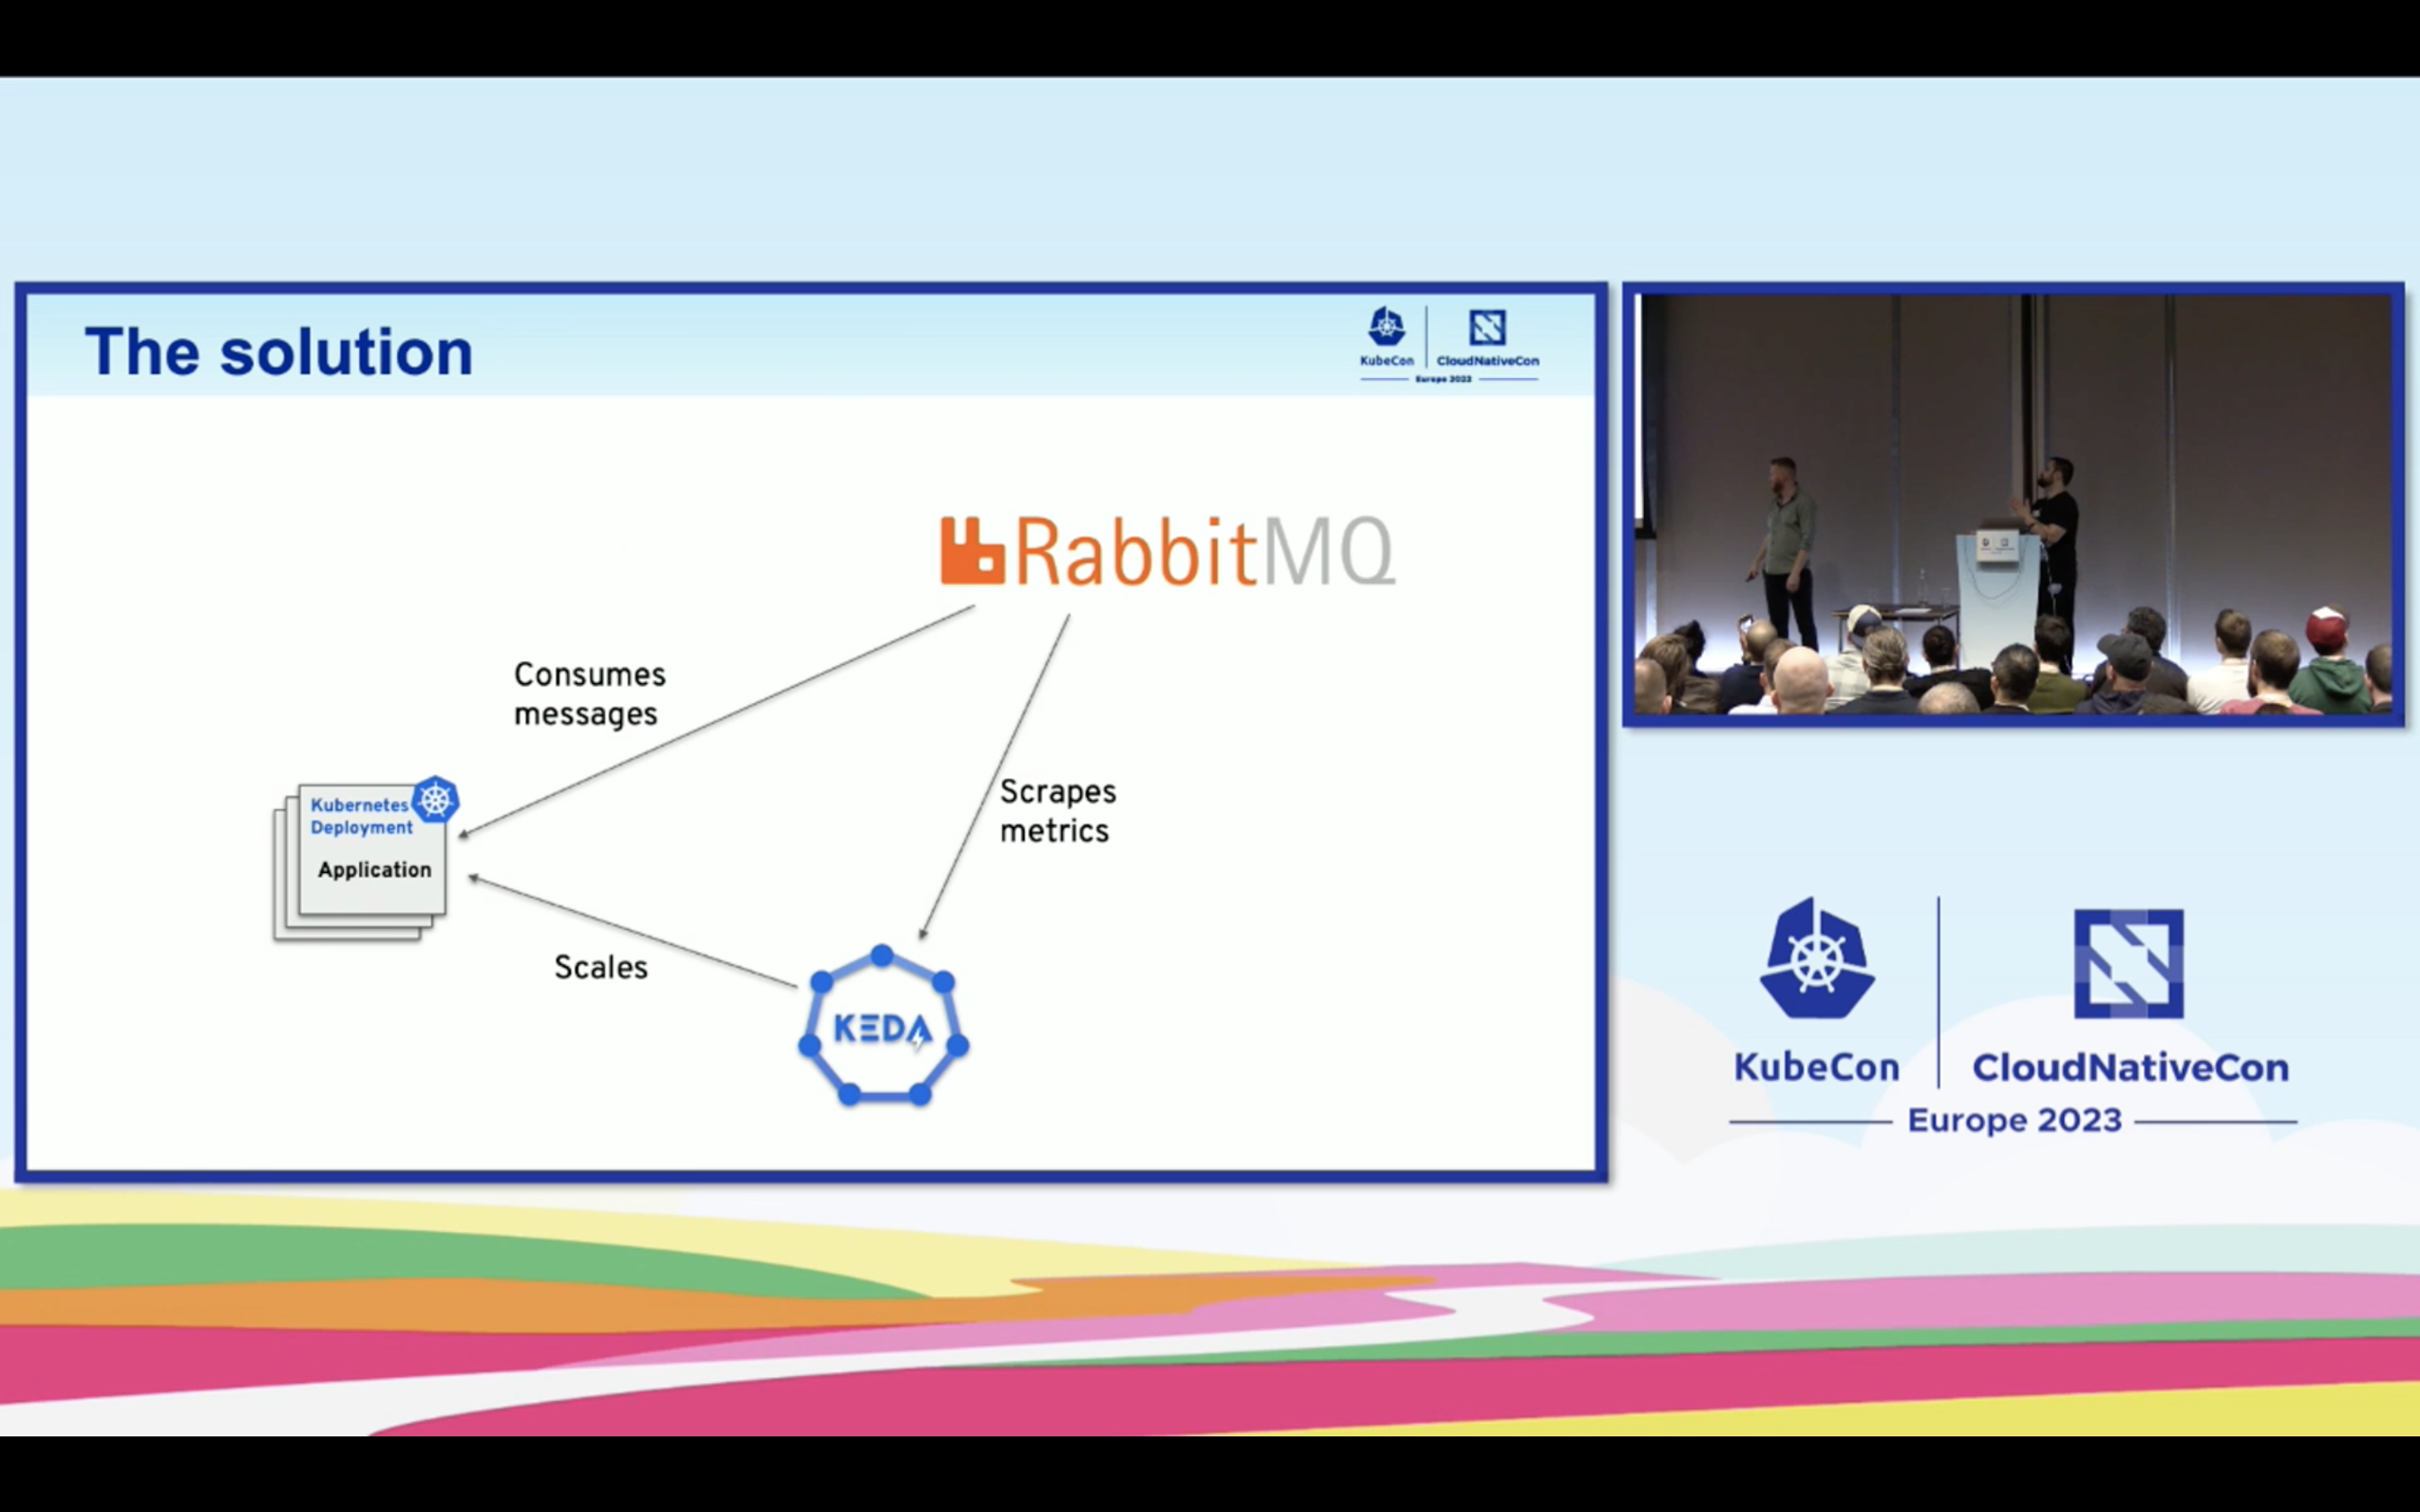 The solution
KubeCon
CloudNativeCon
Europe 2023
RabbitMQ
Consumes
messages
Scrapes
metrics
Kubernetes
Deployment
Application
Scales
KEDA
KubeCon
CloudNativeCon
Europe 2023